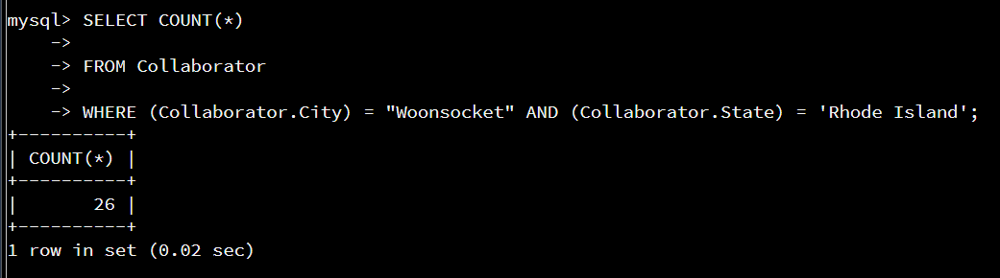 mysql> SELECT COUNT(*)
    ->
    -> FROM Collaborator
    ->
    -> WHERE (Collaborator.City) = "Woonsocket" AND (Collaborator.State) = 'Rhode Island';
+----------+
| COUNT(*) |
+----------+
|       26 |
+----------+
1 row in set (0.02 sec)